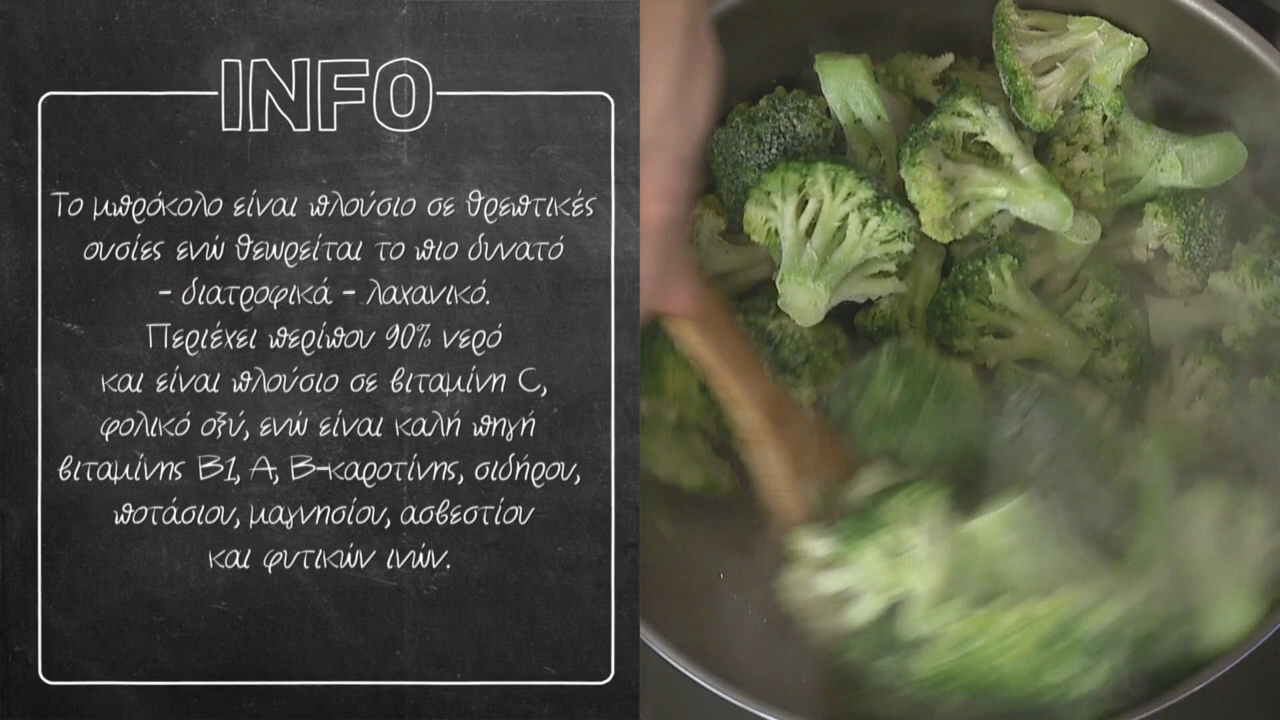 INFO
Το μπρόκολο είναι πλούσιο σε θρεπτικές
ουσίες ενώ θεωρείται το πιο δυνατό
- διατροφικά - λαχανικό.
Περιέχει περίπου 90% νερό
και είναι πλούσιο σε βιταμίνη C,
φολικό οξύ, ενώ είναι καλή πηγή
βιταμίνης Β1, Α, Β-καροτίνης, σιδήρου,
ποτάσιου, μαγνησίου, ασβεστίου
και φυτικών ινών.